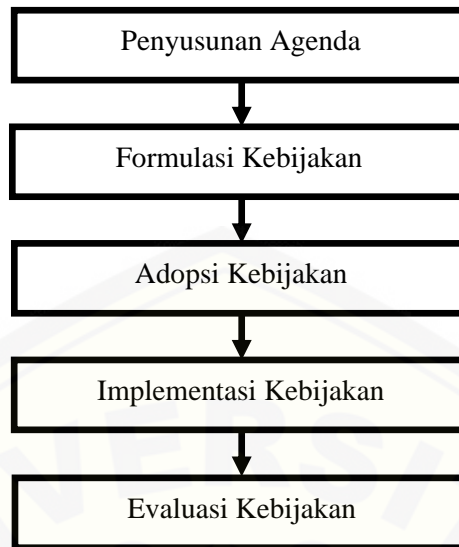 Penyusunan Agenda
Formulasi Kebijakan
Adopsi Kebijakan
Implementasi Kebijakan
Evaluasi Kebijakan